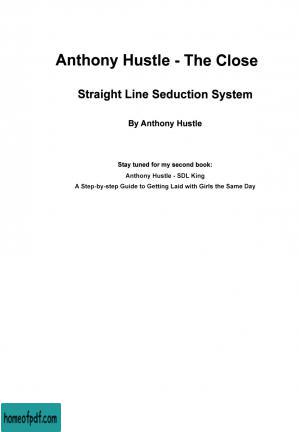 Anthony Hustle - The Close
Straight Line Seduction System
By Anthony Hustle
Stay tuned for my second book:
Anthony Hustle - SDL King
A Step-by-step Guide to Getting Laid with Girls the Same Day
homeofpdf.com